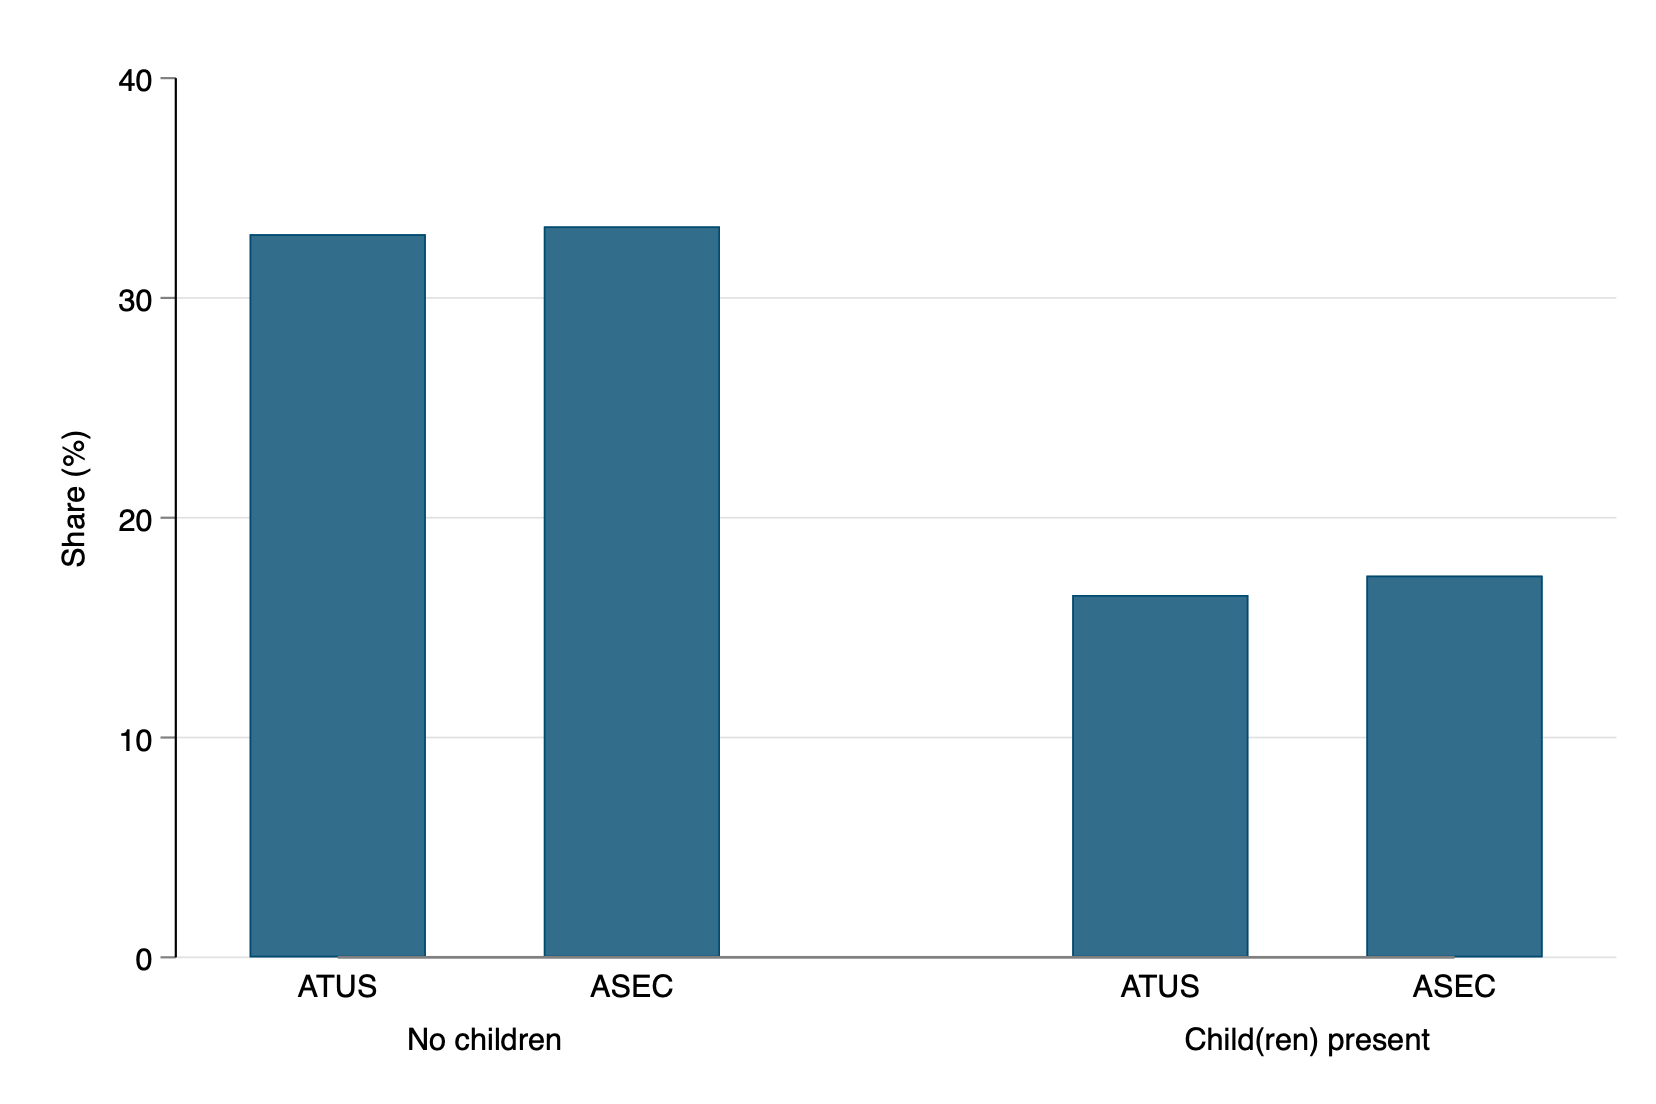 40
30
20
10
0
Share (%)
ATUS ASEC ATUS ASEC
No children Child(ren) present